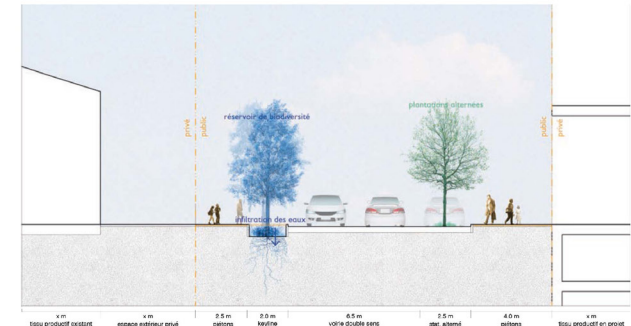 plantations alternées
réservoir de biodiversité
privé
public
public
privé
infiltration des eaux
x m
x m
2.5 m
2.0 m
6.5 m
2.5 m
4.0 m
x m
tissu productif existant
espace extérieur privé
piétons
keyline
voirie double sens
stat. alterné
piétons
tissu productif en projet